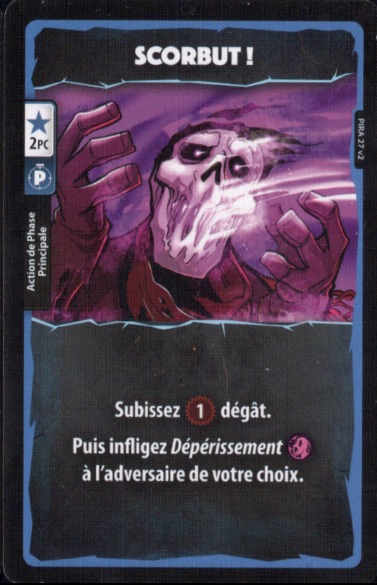 SCORBUT !
2PC
P
Action de Phase
Principale
PIRA 27 v2
Subissez 1 dégât.
Puis infligez Dépérissement
à l'adversaire de votre choix.